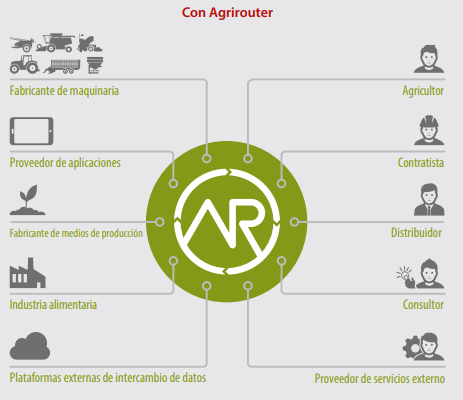 Con Agrirouter
Fabricante de maquinaria
Agricultor
Proveedor de aplicaciones
Contratista
Fabricante de medios de producción
Distribuidor
AR
Industria alimentaria
Consultor
Plataformas externas de intercambio de datos
Proveedor de servicios externo